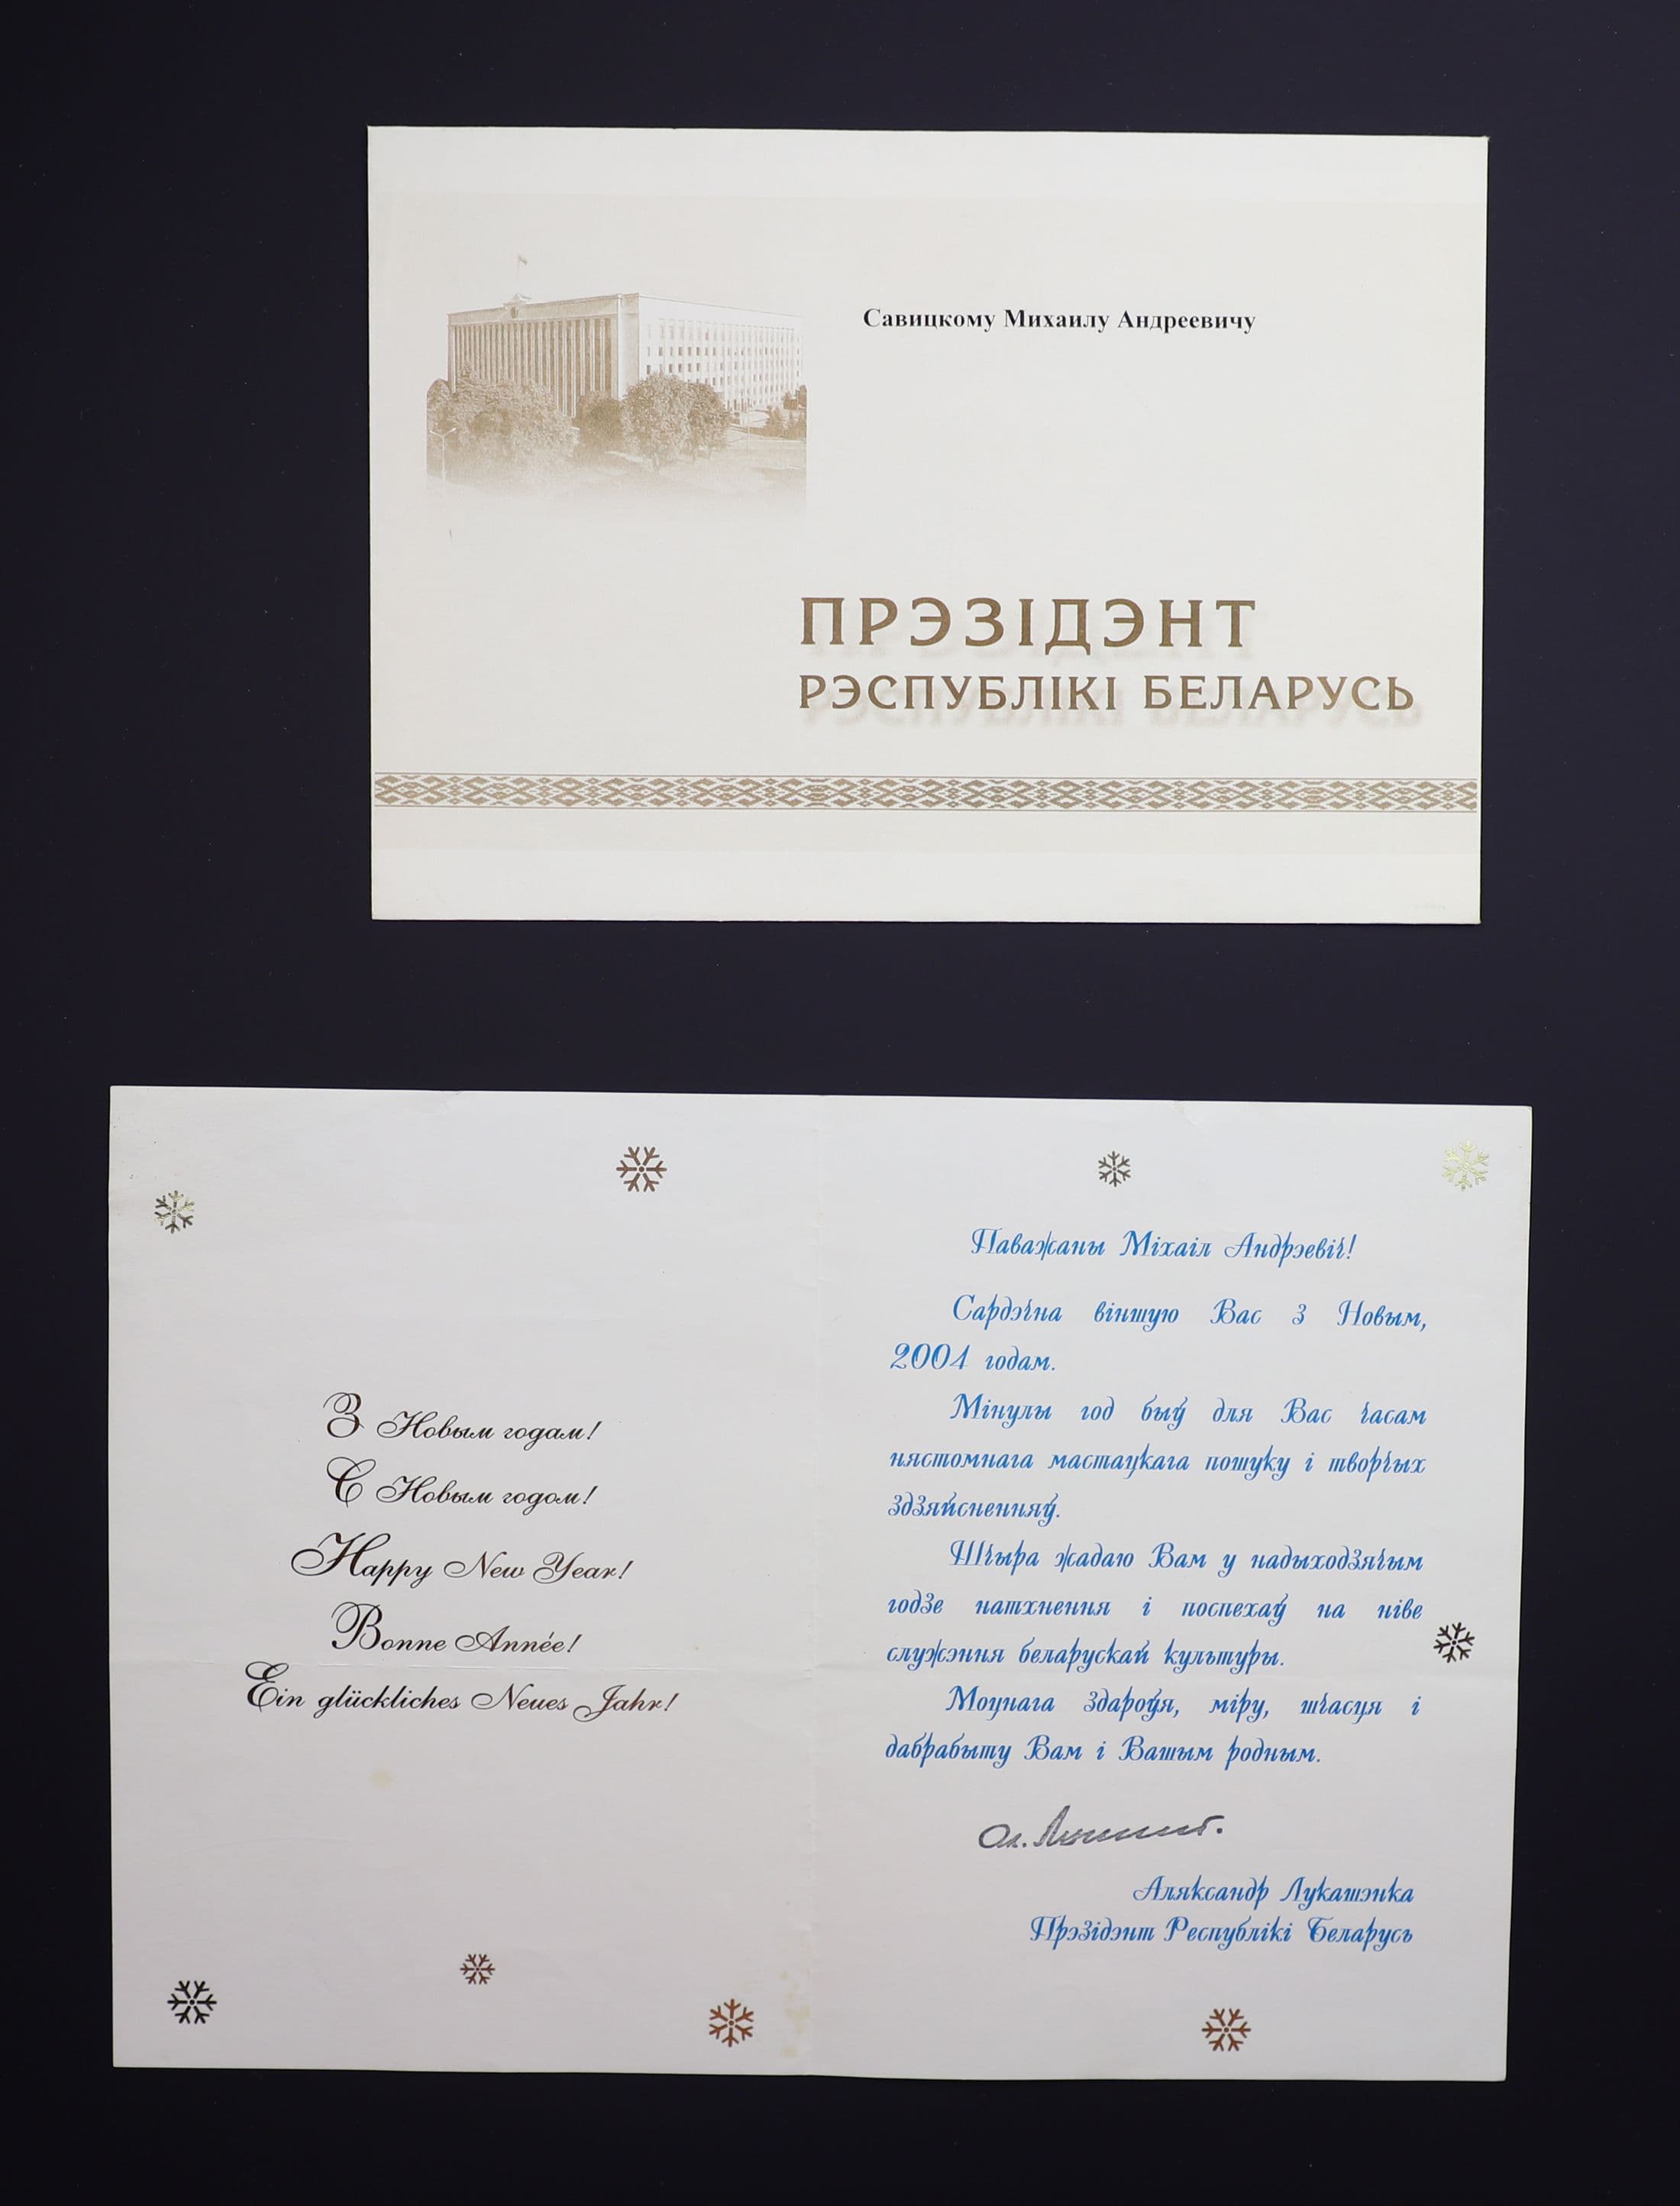 Савицкому Михаилу Андреевичу
ПРЭЗІДЭНТ
РЭСПУБЛІКІ БЕЛАРУСЬ
З Новым годам!
С Новым годом!
Happy New Year!
Bonne Année!
Ein glückliches Neues Jahr!
Паважаны Міхаіл Андрэевіч!
Сардэчна віншую Вас з Новым,
2004 годам.
Мінулы год быў для Вас часам
нястомнага мастацкага пошуку і творчых
здзяйсненняў.
Шчыра жадаю Вам у надыходзячым
годзе натхнення і поспехаў на ніве
служэння беларускай культуры.
Моцнага здароўя, міру, шчасця і
дабрабыту Вам і Вашым родным.
Аляксандр Лукашэнка
Прэзідэнт Рэспублікі Беларусь